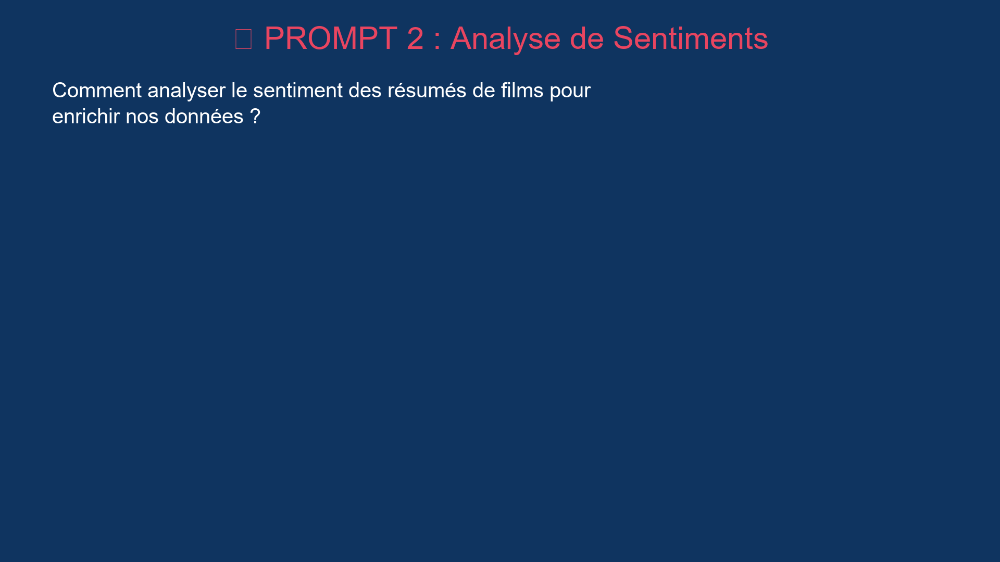 PROMPT 2 : Analyse de Sentiments
Comment analyser le sentiment des résumés de films pour
enrichir nos données ?